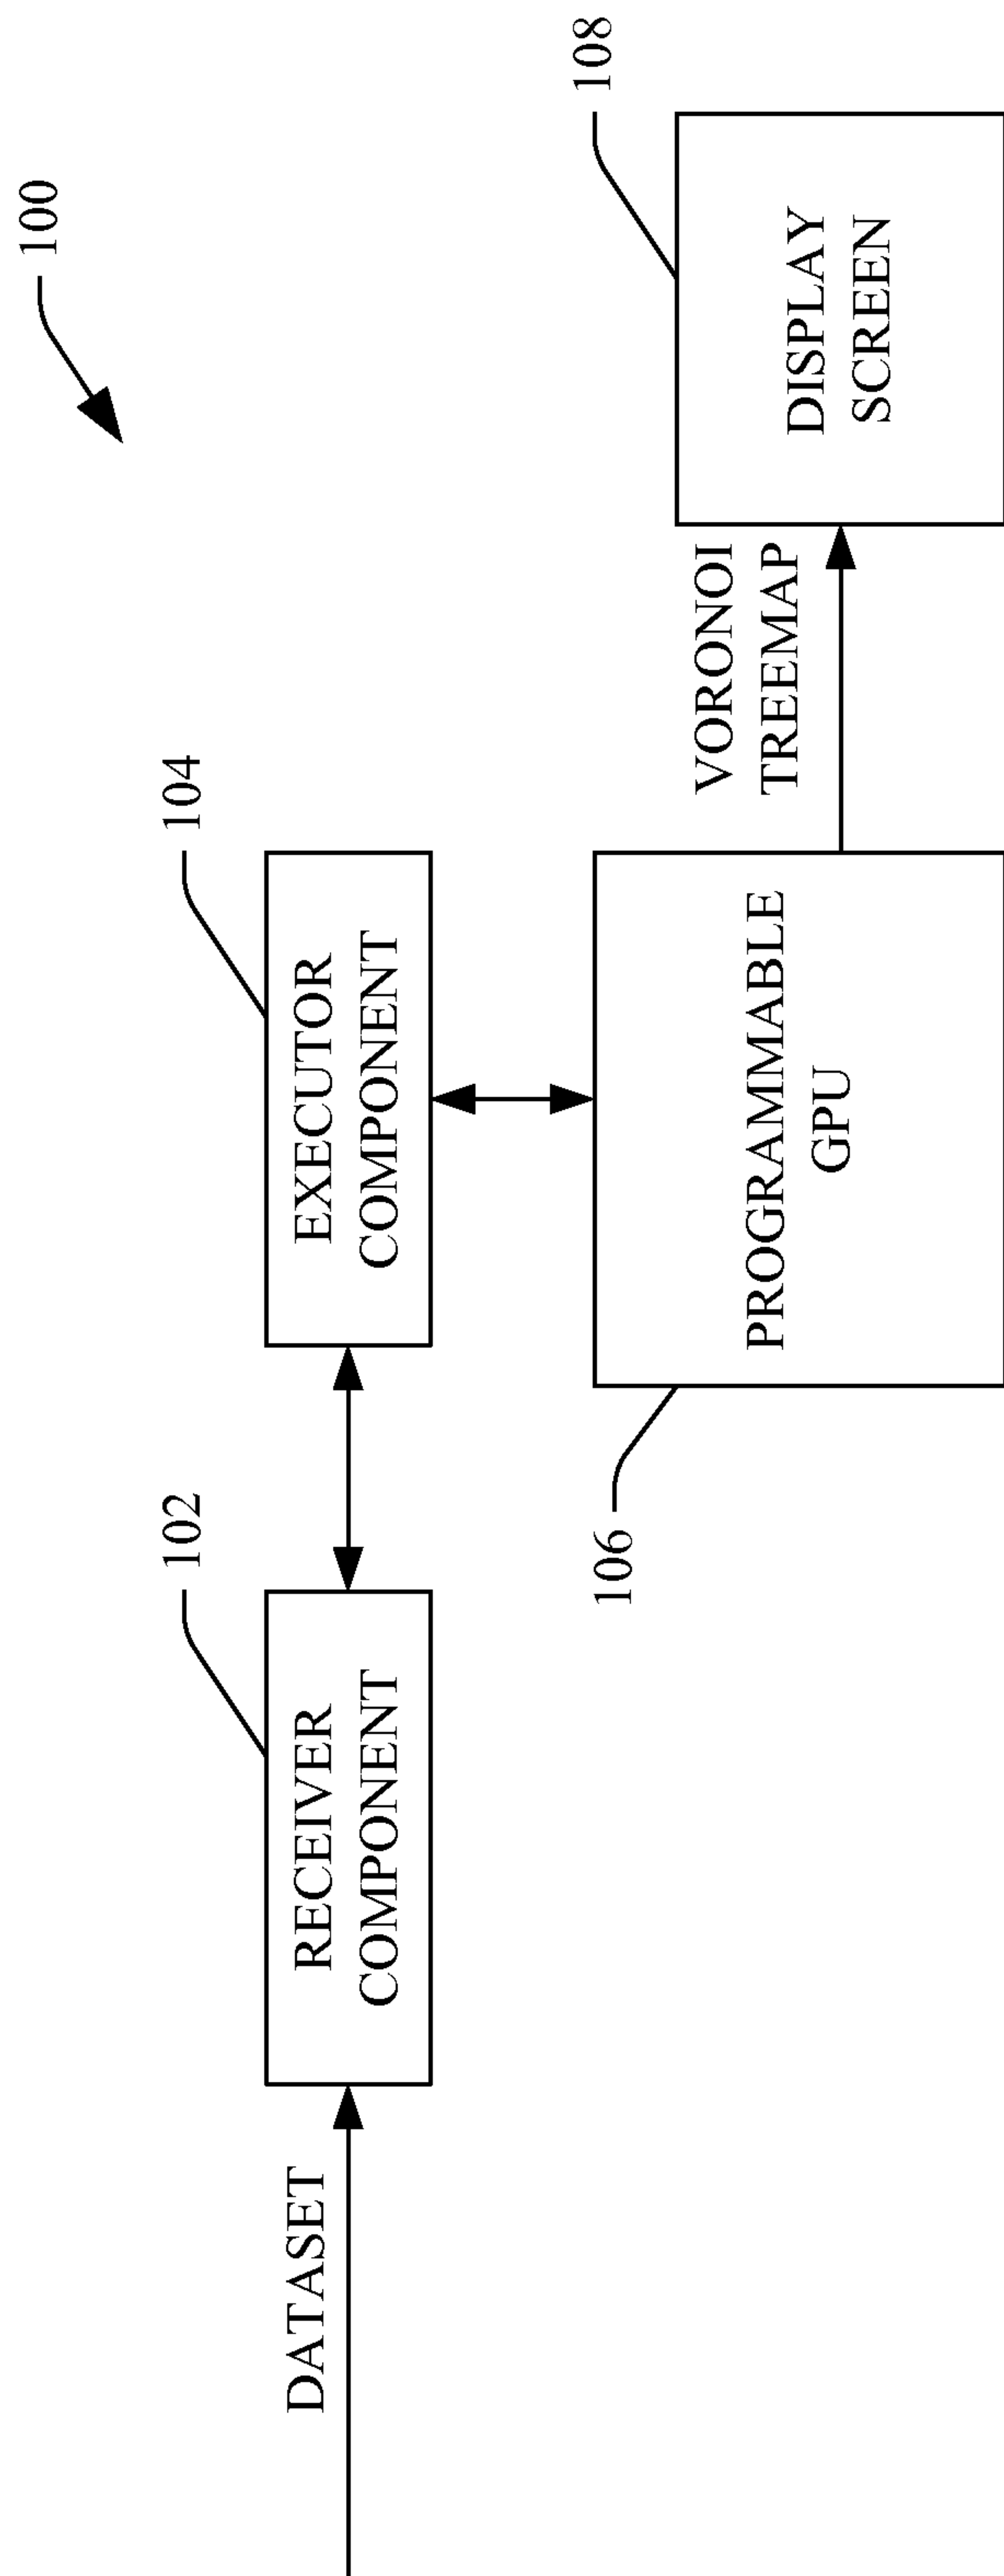 100
DATASET
102
RECEIVER
COMPONENT
104
EXECUTOR
COMPONENT
106
PROGRAMMABLE
GPU
VORONOI
TREEMAP
108
DISPLAY
SCREEN